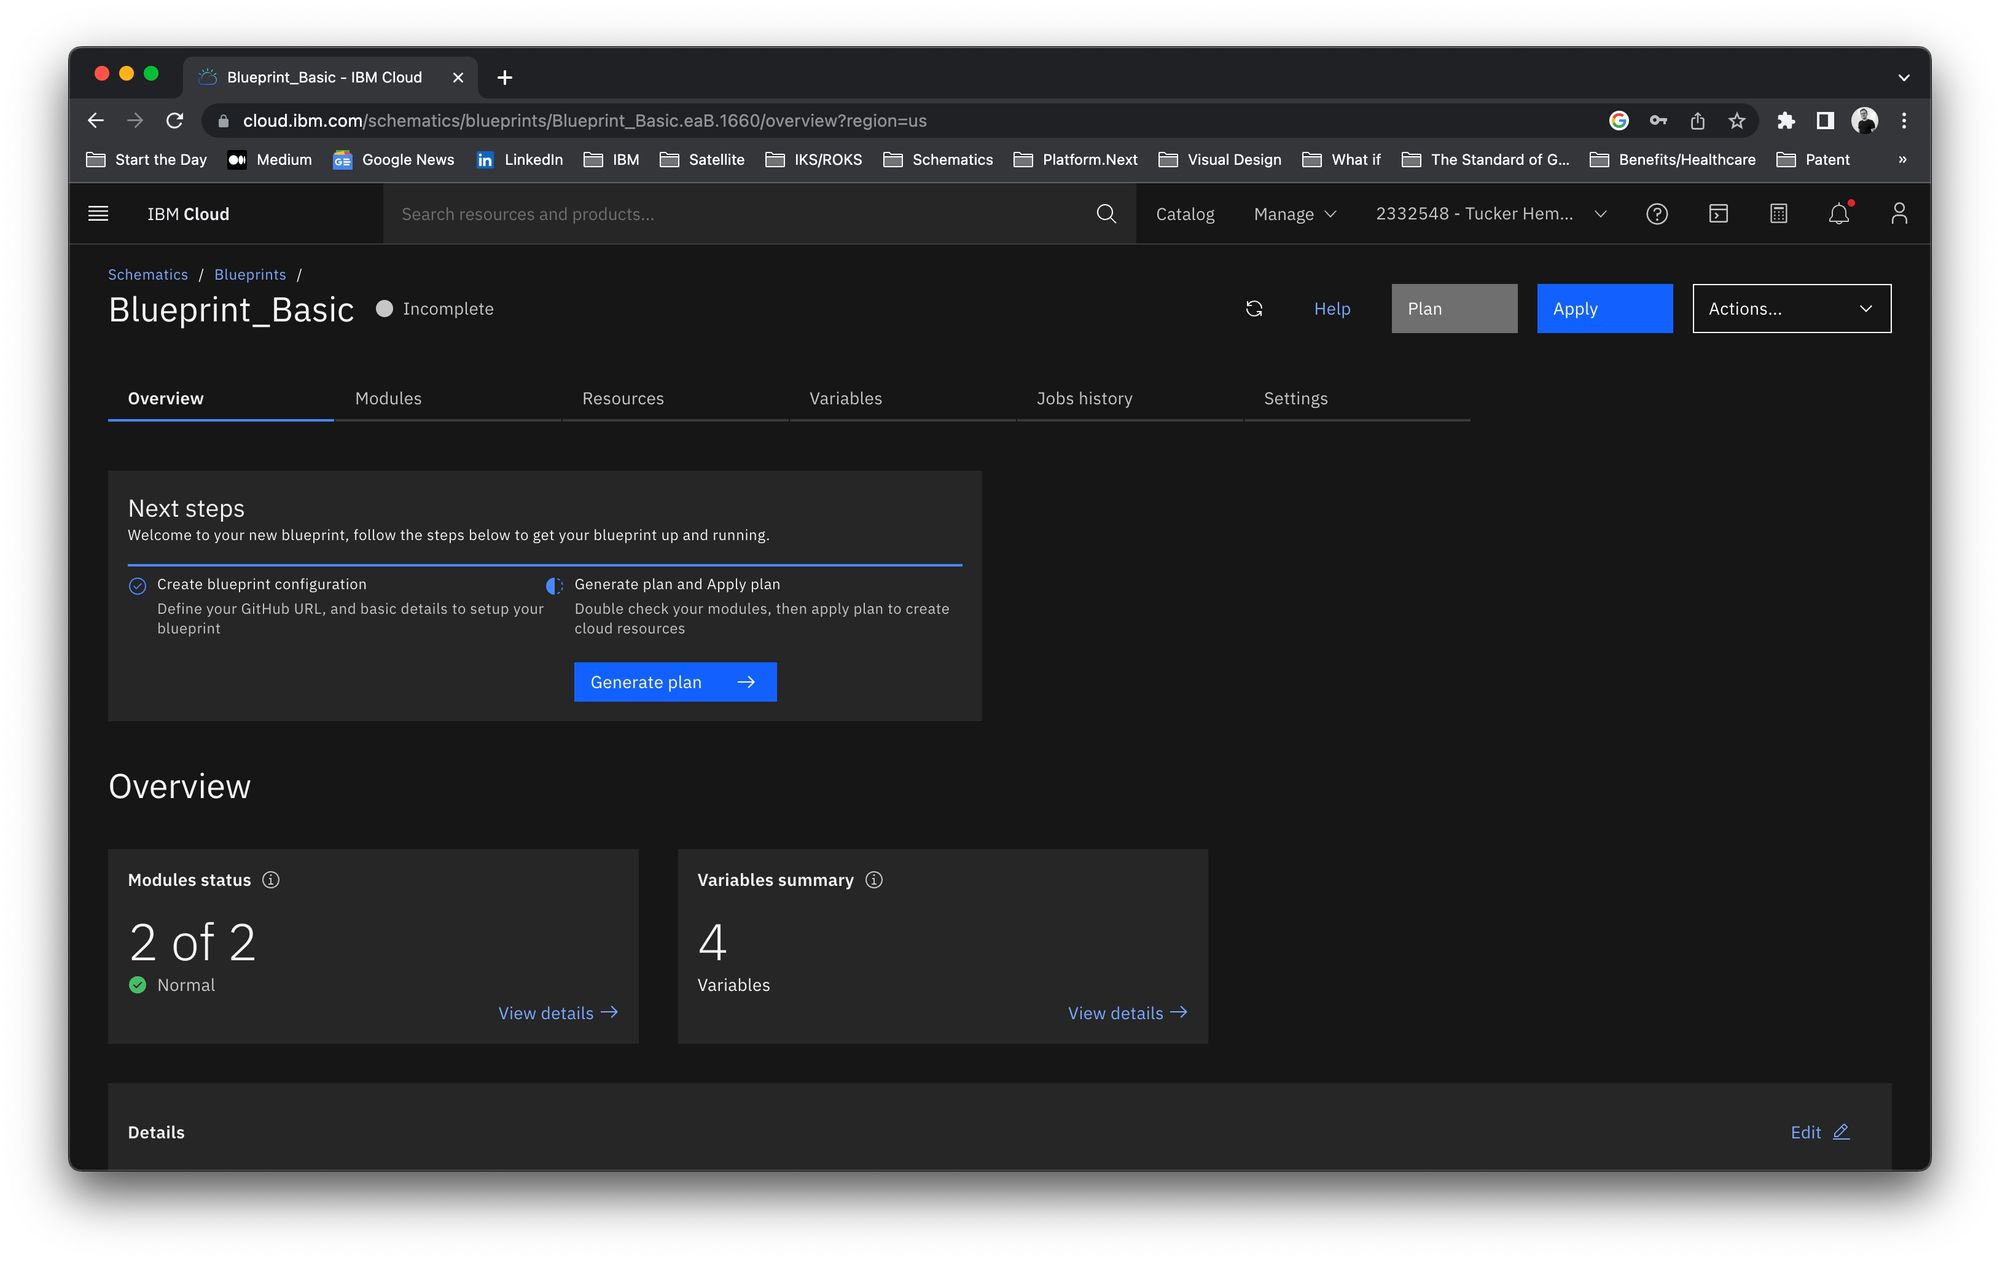 Blueprint_Basic - IBM Cloud
cloud.ibm.com/schematics/blueprints/Blueprint_Basic.eaB.1660/overview?region=us
Start the Day Medium Google News LinkedIn IBM Satellite IKS/ROKS Schematics Platform.Next Visual Design What if The Standard of G... Benefits/Healthcare Patent »
IBM Cloud Search resources and products... Catalog Manage 2332548 - Tucker Hem...
Schematics / Blueprints /
Blueprint_Basic Incomplete Help Plan Apply Actions...
Overview Modules Resources Variables Jobs history Settings
Next steps
Welcome to your new blueprint, follow the steps below to get your blueprint up and running.
Create blueprint configuration
Define your GitHub URL, and basic details to setup your
blueprint
Generate plan and Apply plan
Double check your modules, then apply plan to create
cloud resources
Generate plan
Overview
Modules status
2 of 2
Normal
View details
Variables summary
4
Variables
View details
Details Edit